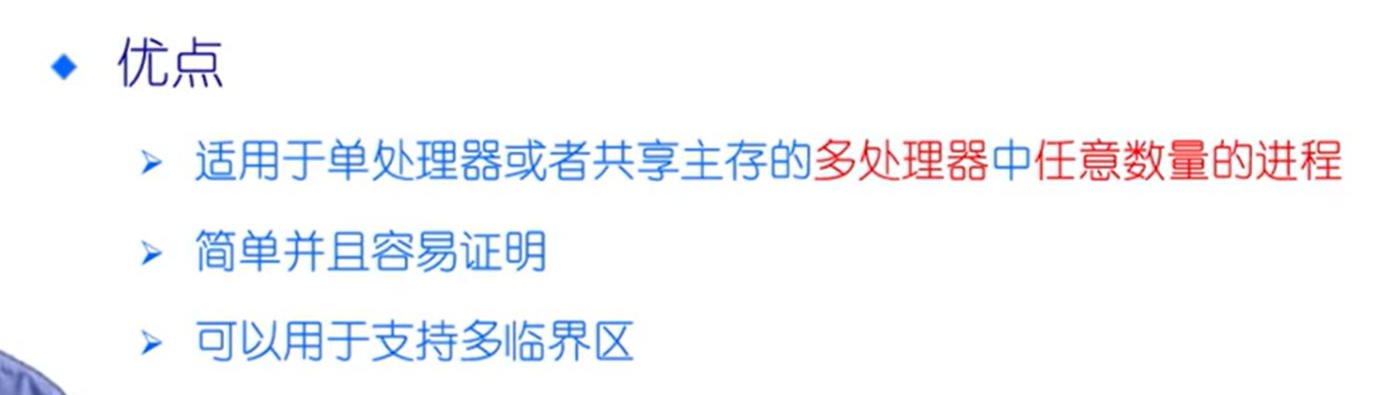 优点
适用于单处理器或者共享主存的多处理器中任意数量的进程
简单并且容易证明
可以用于支持多临界区